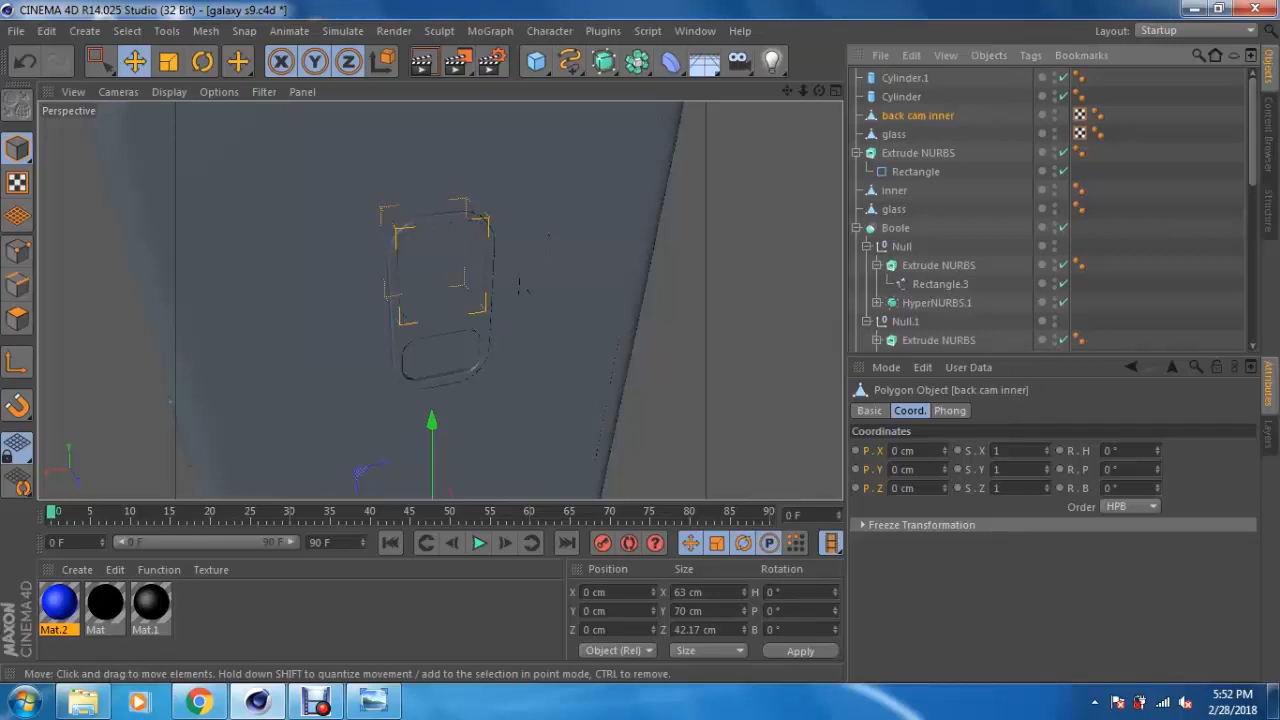 CINEMA 4D R14.025 Studio (32 Bit) - [galaxy s9.c4d *]
File Edit Create Select Tools Mesh Snap Animate Simulate Render Sculpt MoGraph Character Plugins Script Window Help
Layout: Startup
View Cameras Display Options Filter Panel
Perspective
File Edit View Objects Tags Bookmarks
Cylinder.1
Cylinder
back cam inner
glass
Extrude NURBS
Rectangle
inner
glass
Boole
Null
Extrude NURBS
Rectangle.3
HyperNURBS.1
Null.1
Extrude NURBS
Objects
Content Browser
Structure
Mode Edit User Data
Polygon Object [back cam inner]
Basic Coord. Phong
Coordinates
P . X 0 cm S . X 1 R . H 0 °
P . Y 0 cm S . Y 1 R . P 0 °
P . Z 0 cm S . Z 1 R . B 0 °
Order HPB
Freeze Transformation
Attributes
Layers
0 5 10 15 20 25 30 35 40 45 50 55 60 65 70 75 80 85 90 0 F
0 F 0 F 90 F 90 F
Create Edit Function Texture
Mat.2 Mat Mat.1
Position Size Rotation
X 0 cm X 63 cm H 0 °
Y 0 cm Y 70 cm P 0 °
Z 0 cm Z 42.17 cm B 0 °
Object (Rel) Size Apply
MAXON CINEMA 4D
Move: Click and drag to move elements. Hold down SHIFT to quantize movement / add to the selection in point mode, CTRL to remove.
5:52 PM
2/28/2018